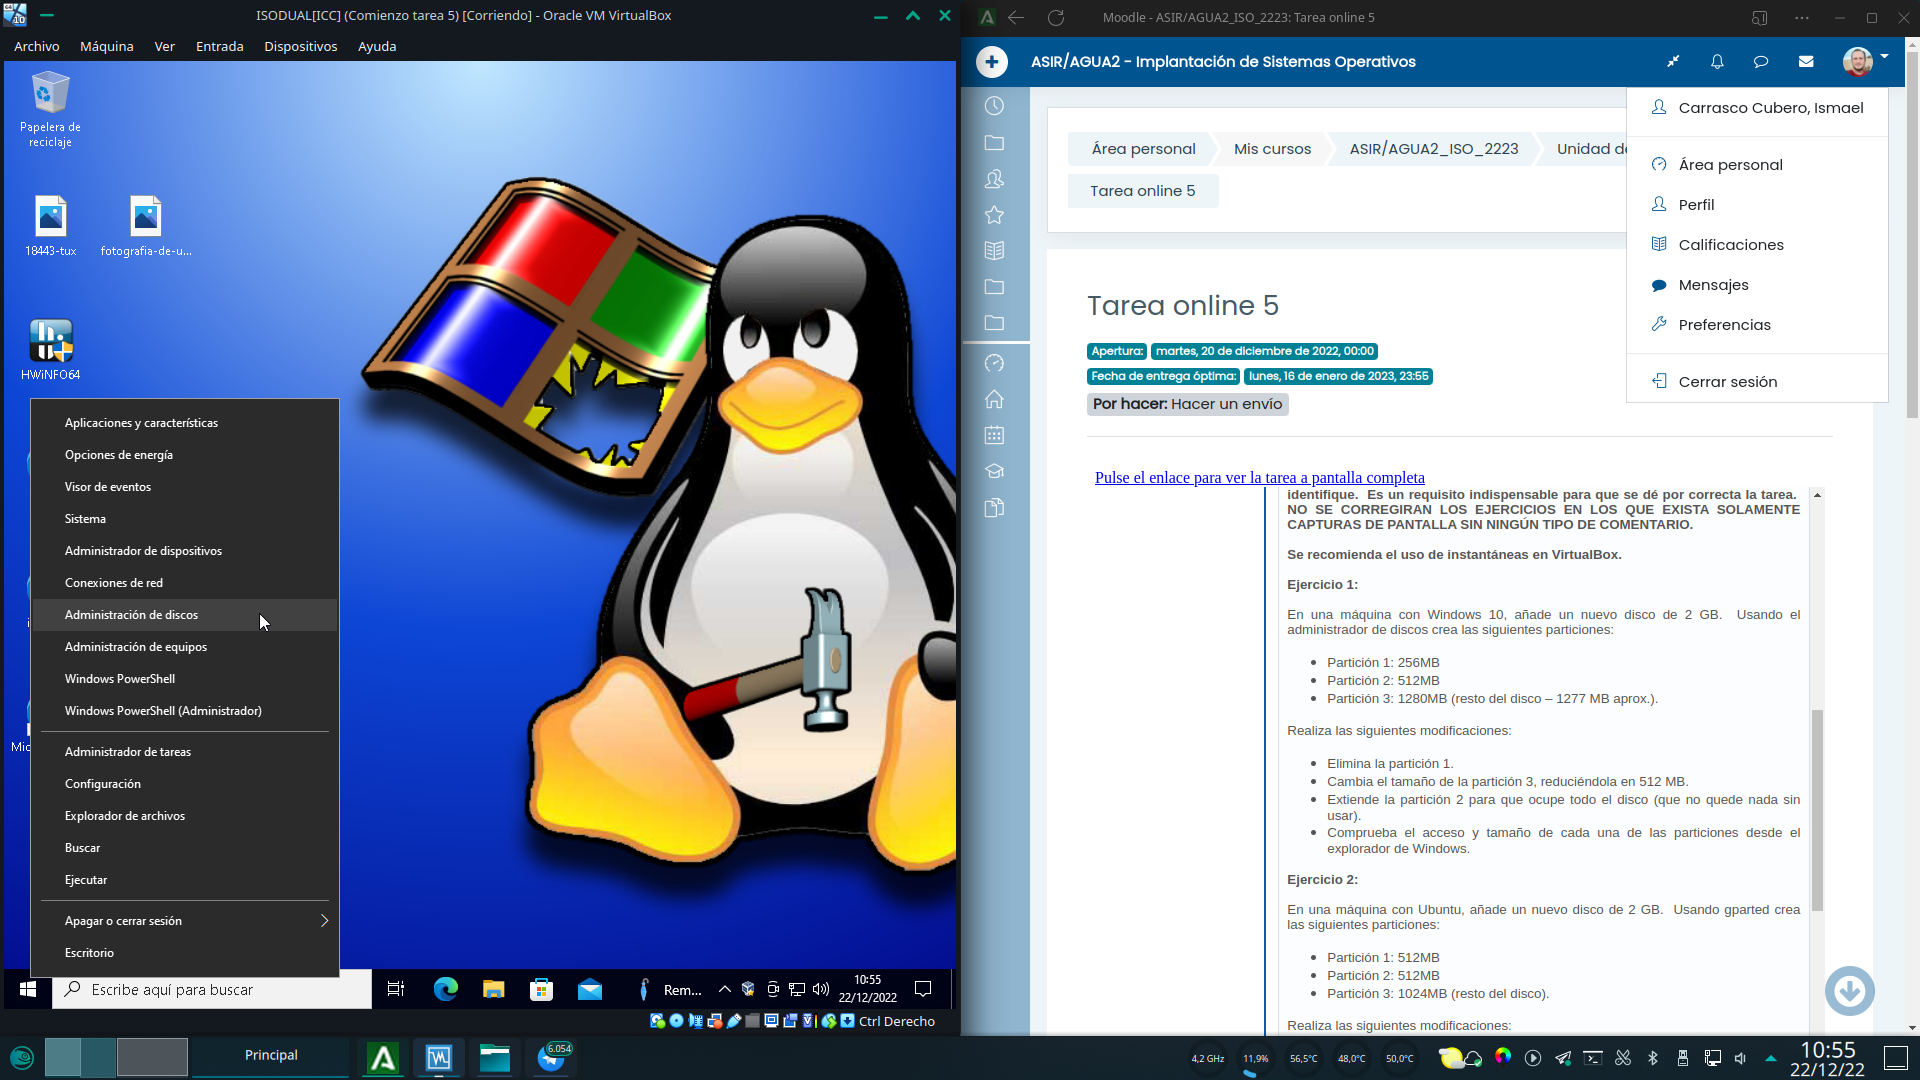 ISODUAL[ICC] (Comienzo tarea 5) [Corriendo] - Oracle VM VirtualBox
Archivo Máquina Ver Entrada Dispositivos Ayuda
Papelera de
reciclaje
18443-tux
fotografia-de-u...
HWiNFO64
Aplicaciones y características
Opciones de energía
Visor de eventos
Sistema
Administrador de dispositivos
Conexiones de red
Administración de discos
Administración de equipos
Windows PowerShell
Windows PowerShell (Administrador)
Mic
Administrador de tareas
Configuración
Explorador de archivos
Buscar
Ejecutar
Apagar o cerrar sesión
Escritorio
Escribe aquí para buscar
Rem...
10:55
22/12/2022
Ctrl Derecho
Moodle - ASIR/AGUA2_ISO_2223: Tarea online 5
ASIR/AGUA2 - Implantación de Sistemas Operativos
Carrasco Cubero, Ismael
Área personal
Perfil
Calificaciones
Mensajes
Preferencias
Cerrar sesión
Área personal Mis cursos ASIR/AGUA2_ISO_2223 Unidad de
Tarea online 5
Tarea online 5
Apertura: martes, 20 de diciembre de 2022, 00:00
Fecha de entrega óptima: lunes, 16 de enero de 2023, 23:55
Por hacer: Hacer un envío
Pulse el enlace para ver la tarea a pantalla completa
identifique. Es un requisito indispensable para que se dé por correcta la tarea.
NO SE CORREGIRAN LOS EJERCICIOS EN LOS QUE EXISTA SOLAMENTE
CAPTURAS DE PANTALLA SIN NINGÚN TIPO DE COMENTARIO.
Se recomienda el uso de instantáneas en VirtualBox.
Ejercicio 1:
En una máquina con Windows 10, añade un nuevo disco de 2 GB. Usando el
administrador de discos crea las siguientes particiones:
• Partición 1: 256MB
• Partición 2: 512MB
• Partición 3: 1280MB (resto del disco – 1277 MB aprox.).
Realiza las siguientes modificaciones:
• Elimina la partición 1.
• Cambia el tamaño de la partición 3, reduciéndola en 512 MB.
• Extiende la partición 2 para que ocupe todo el disco (que no quede nada sin
usar).
• Comprueba el acceso y tamaño de cada una de las particiones desde el
explorador de Windows.
Ejercicio 2:
En una máquina con Ubuntu, añade un nuevo disco de 2 GB. Usando gparted crea
las siguientes particiones:
• Partición 1: 512MB
• Partición 2: 512MB
• Partición 3: 1024MB (resto del disco).
Realiza las siguientes modificaciones:
Principal
6.054
4,2 GHz
11,9%
56,5°C
48,0°C
50,0°C
10:55
22/12/22